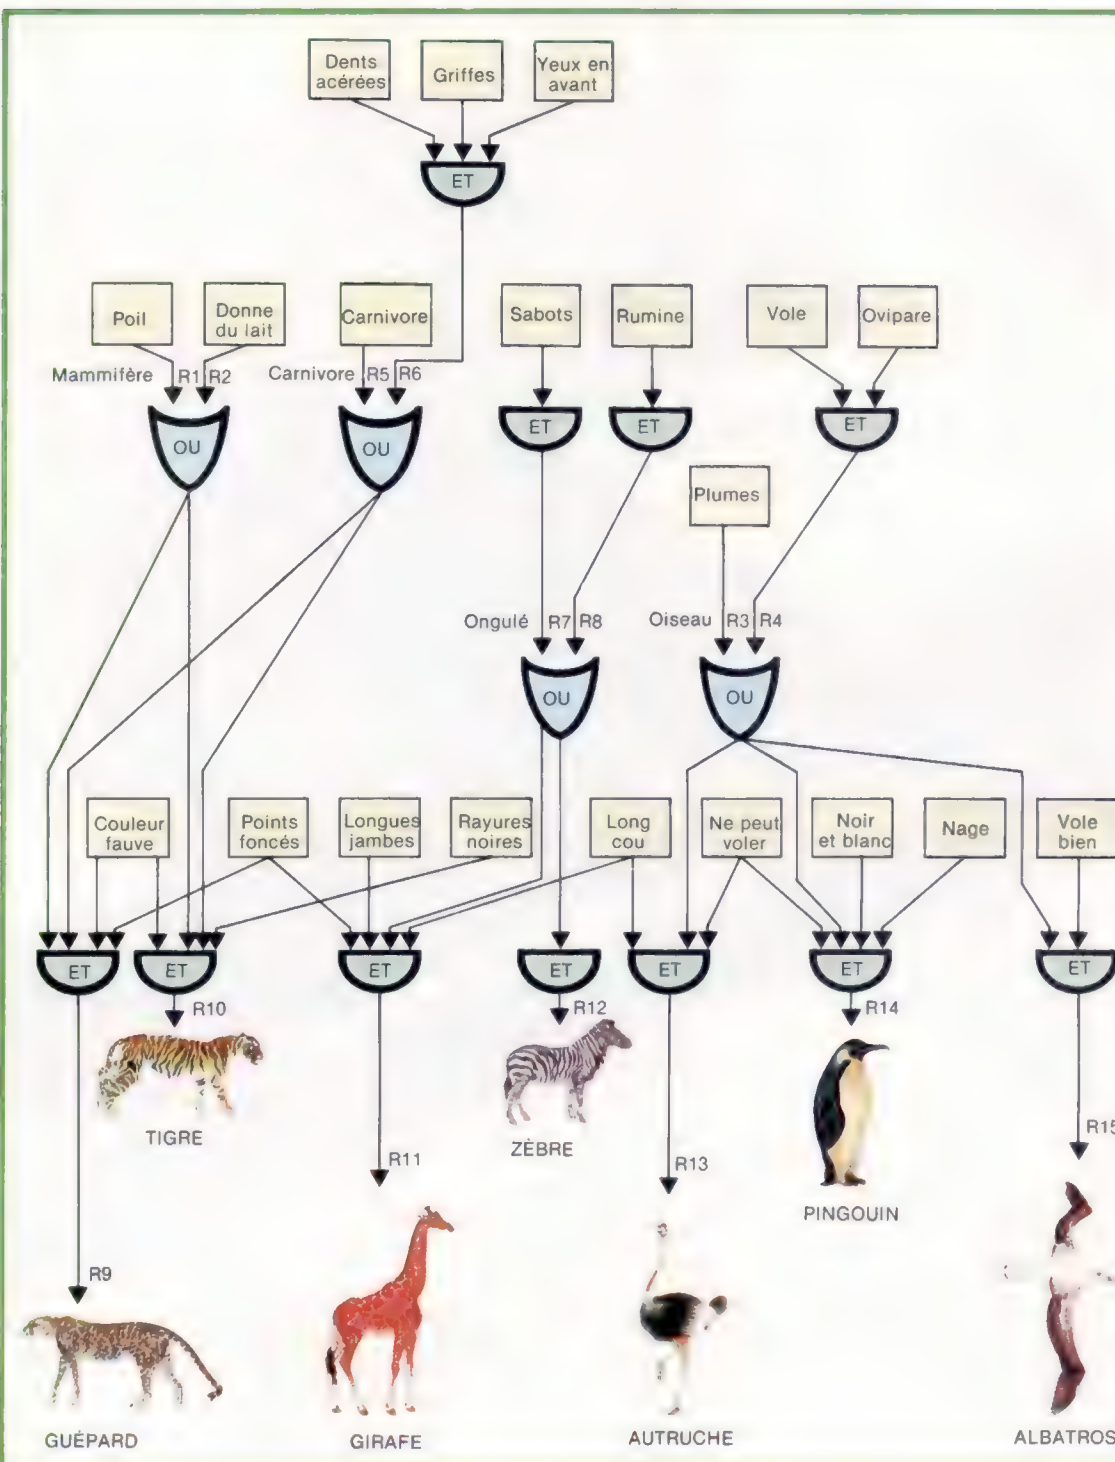 Dents
acérées
Griffes
Yeux en
avant
ET
Poil
Donne
du lait
Carnivore
Sabots
Rumine
Vole
Ovipare
Mammifère R1 R2
Carnivore R5 R6
OU
OU
ET
ET
ET
Plumes
Ongulé R7 R8
Oiseau R3 R4
OU
OU
Couleur
fauve
Points
foncés
Longues
jambes
Rayures
noires
Long
cou
Ne peut
voler
Noir
et blanc
Nage
Vole
bien
ET
ET
ET
ET
ET
ET
ET
R10
R12
R14
TIGRE
ZÈBRE
R11
R13
R15
PINGOUIN
R9
GUÉPARD
GIRAFE
AUTRUCHE
ALBATROS